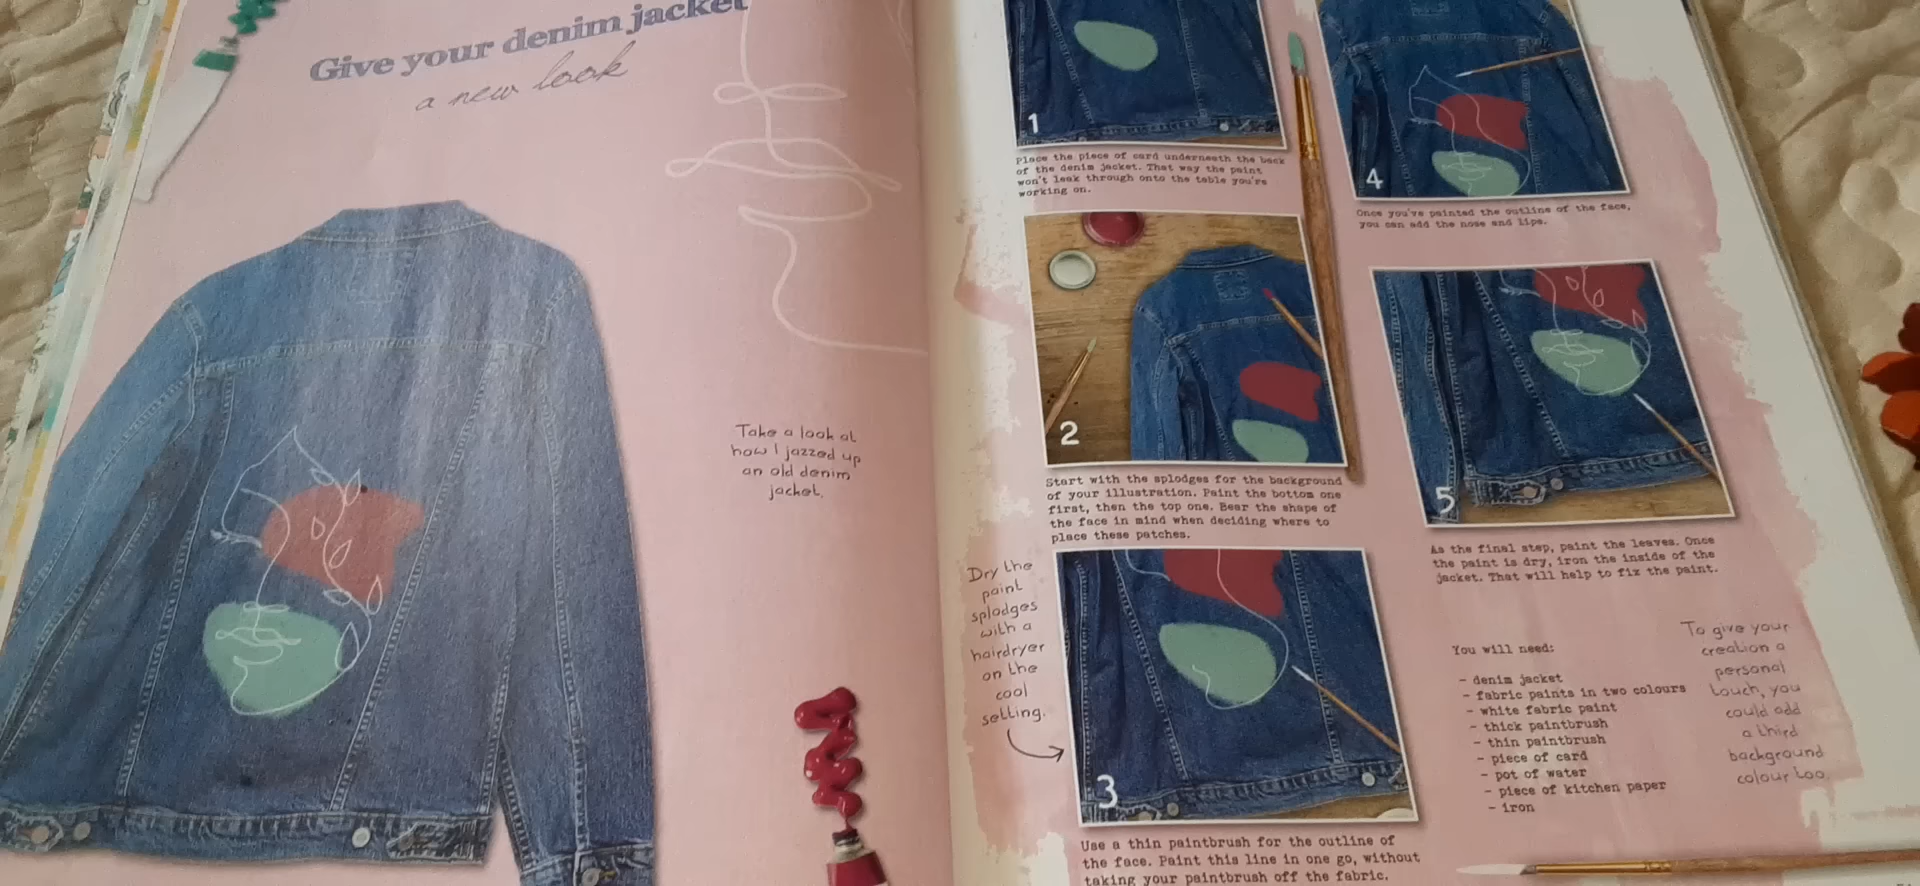 Give your denim jacket
a new look
Take a look at
how I jazzed up
an old denim
jacket.
1
Place the piece of card underneath the back
of the denim jacket. That way the paint
won't leak through onto the table you're
working on.
2
Start with the splodges for the background
of your illustration. Paint the bottom one
first, then the top one. Bear the shape of
the face in mind when deciding where to
place these patches.
Dry the
paint
splodges
with a
hairdryer
on the
cool
setting.
3
Use a thin paintbrush for the outline of
the face. Paint this line in one go, without
taking your paintbrush off the fabric.
4
Once you've painted the outline of the face,
you can add the nose and lips.
5
As the final step, paint the leaves. Once
the paint is dry, iron the inside of the
jacket. That will help to fix the paint.
You will need:
- denim jacket
- fabric paints in two colours
- white fabric paint
- thick paintbrush
- thin paintbrush
- piece of card
- pot of water
- piece of kitchen paper
- iron
To give your
creation a
personal
touch, you
could add
a third
background
colour too.